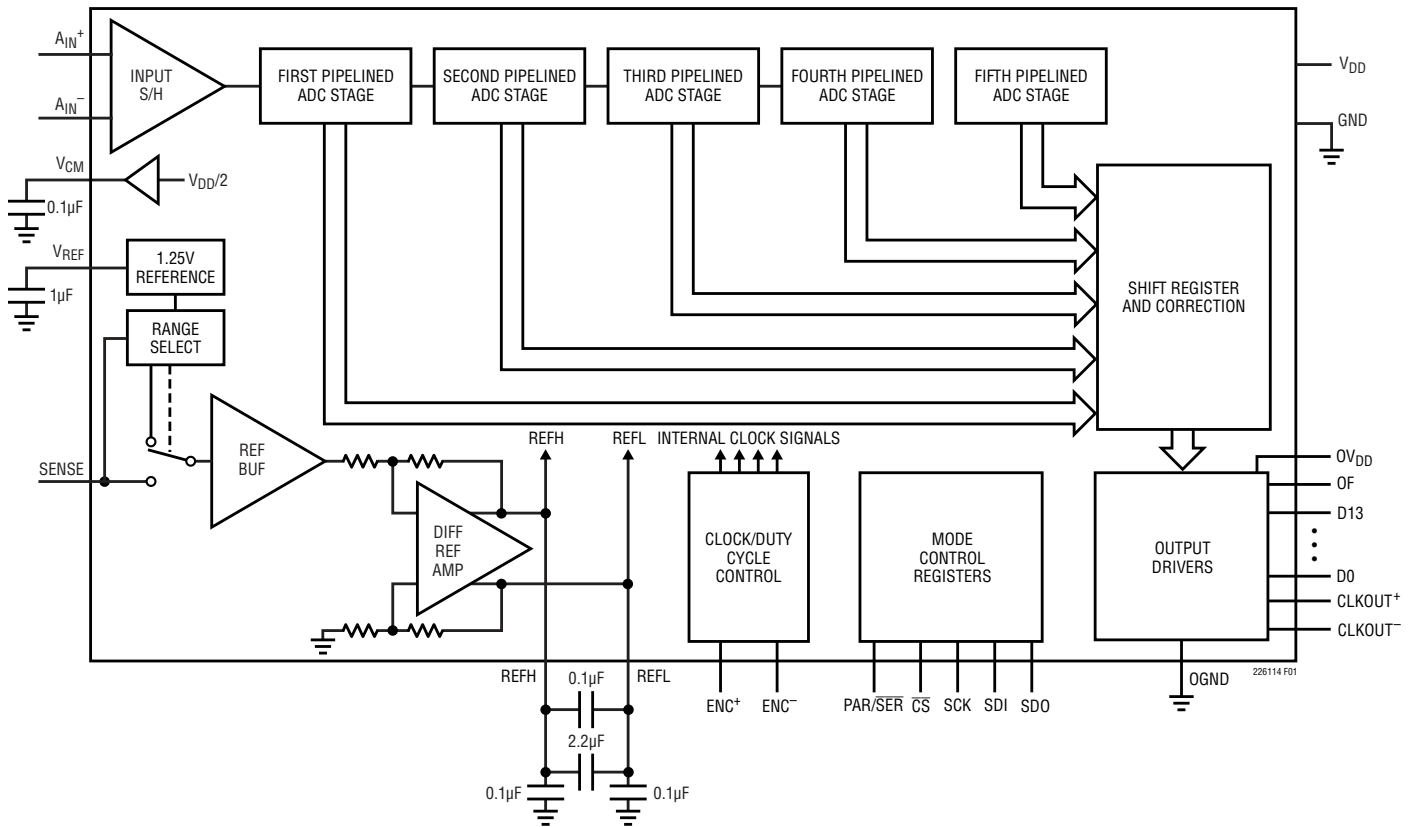 AIN+
INPUT
S/H
AIN−
FIRST PIPELINED
ADC STAGE
SECOND PIPELINED
ADC STAGE
THIRD PIPELINED
ADC STAGE
FOURTH PIPELINED
ADC STAGE
FIFTH PIPELINED
ADC STAGE
VDD
GND
VCM
VDD/2
0.1µF
VREF
1.25V
REFERENCE
1µF
RANGE
SELECT
SHIFT REGISTER
AND CORRECTION
SENSE
REF
BUF
REFH
REFL
INTERNAL CLOCK SIGNALS
DIFF
REF
AMP
CLOCK/DUTY
CYCLE
CONTROL
MODE
CONTROL
REGISTERS
OUTPUT
DRIVERS
OVDD
OF
D13
D0
CLKOUT+
CLKOUT−
REFH
0.1µF
REFL
ENC+
ENC−
PAR/SER
CS
SCK
SDI
SDO
OGND
226114 F01
2.2µF
0.1µF
0.1µF